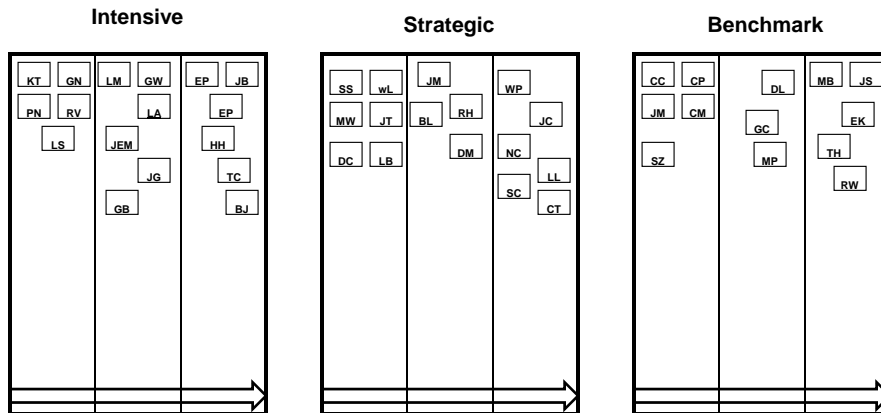 Intensive
Strategic
Benchmark
KT GN LM GW EP JB
PN RV LA EP
LS JEM HH
JG TC
GB BJ
SS wL JM WP
MW JT BL RH JC
DC LB DM NC
LL
SC
CT
CC CP DL MB JS
JM CM GC EK
SZ MP TH
RW